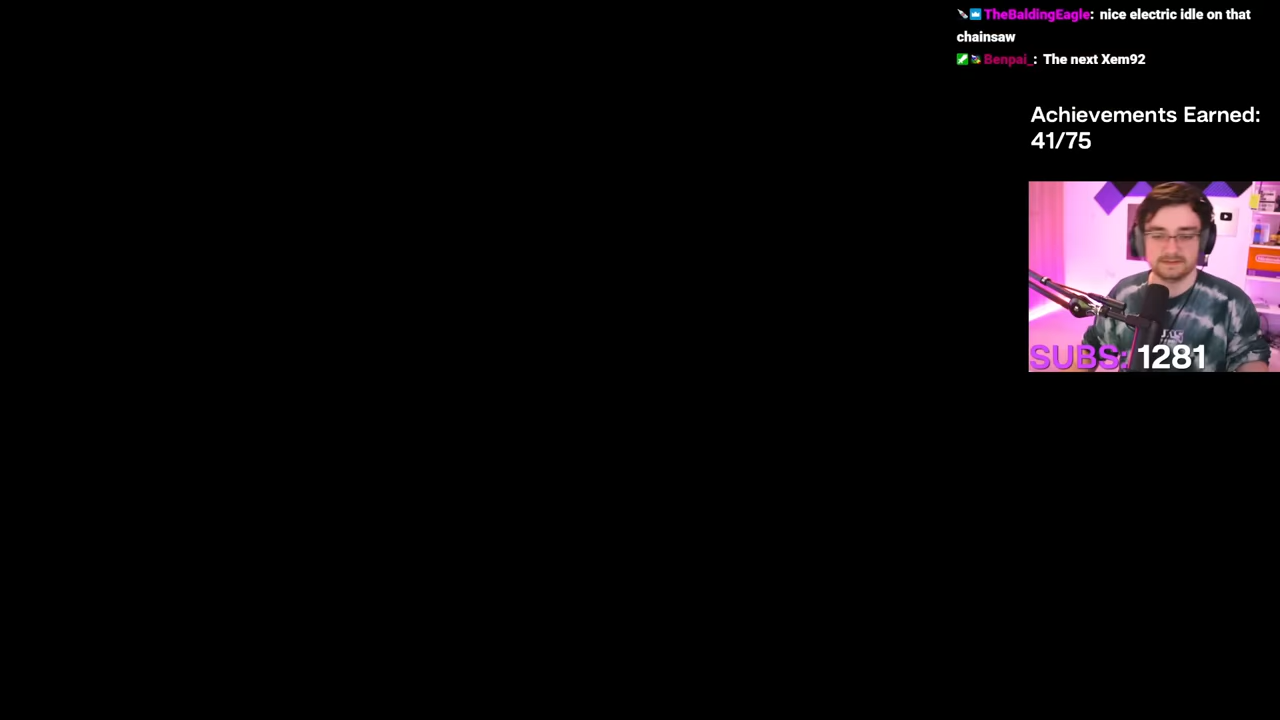 TheBaldingEagle: nice electric idle on that
chainsaw
Benpai_: The next Xem92
Achievements Earned:
41/75
SUBS: 1281